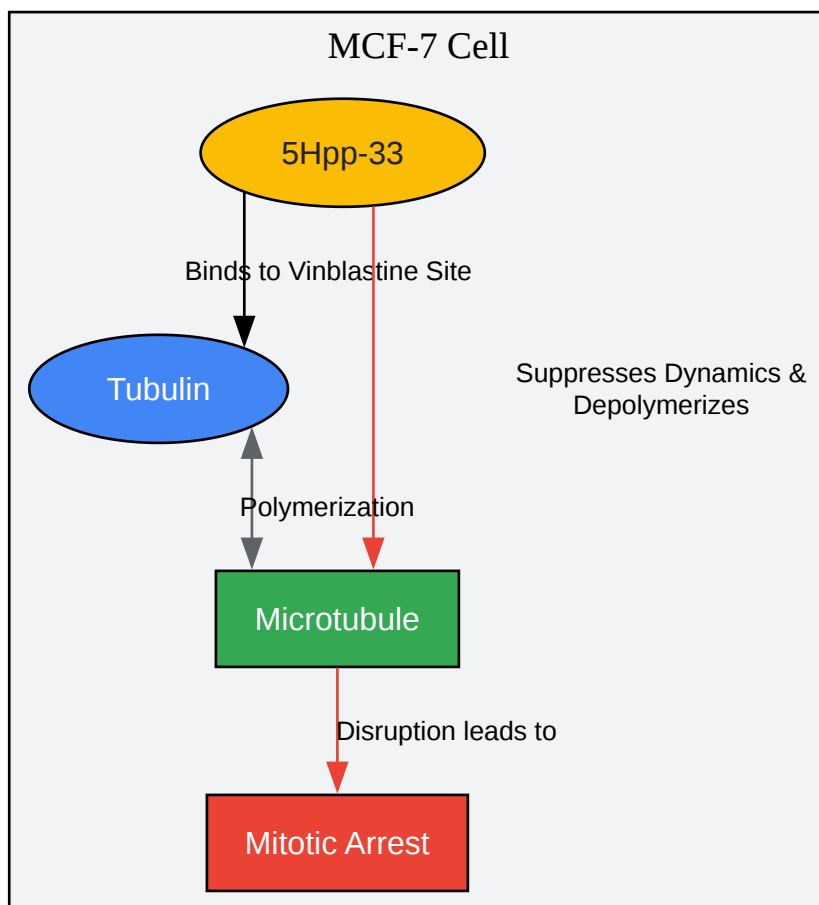 MCF-7 Cell
5Hpp-33
Binds to Vinblastine Site
Tubulin
Suppresses Dynamics &
Depolymerizes
Polymerization
Microtubule
Disruption leads to
Mitotic Arrest